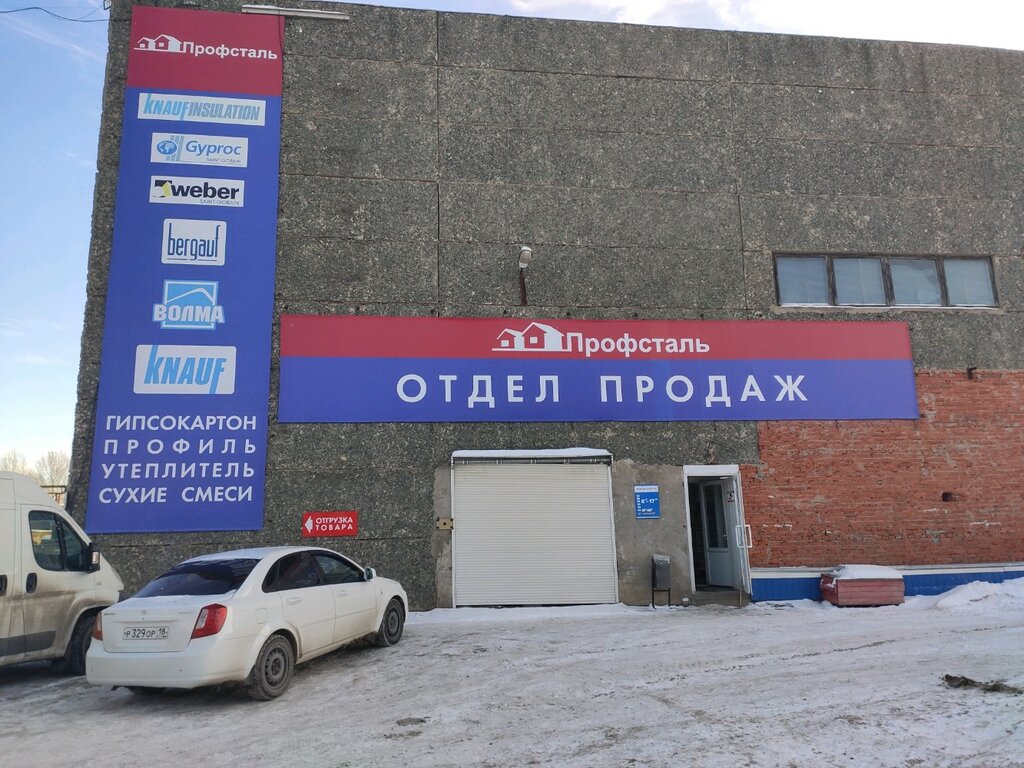 Профсталь
KNAUFINSULATION
Gyproc
SAINT-GOBAIN
weber
SAINT-GOBAIN
bergauf
ВОЛМА
KNAUF
ГИПСОКАРТОН
ПРОФИЛЬ
УТЕПЛИТЕЛЬ
СУХИЕ СМЕСИ
Профсталь
ОТДЕЛ ПРОДАЖ
ОТГРУЗКА
ТОВАРА
Р329ОР 18